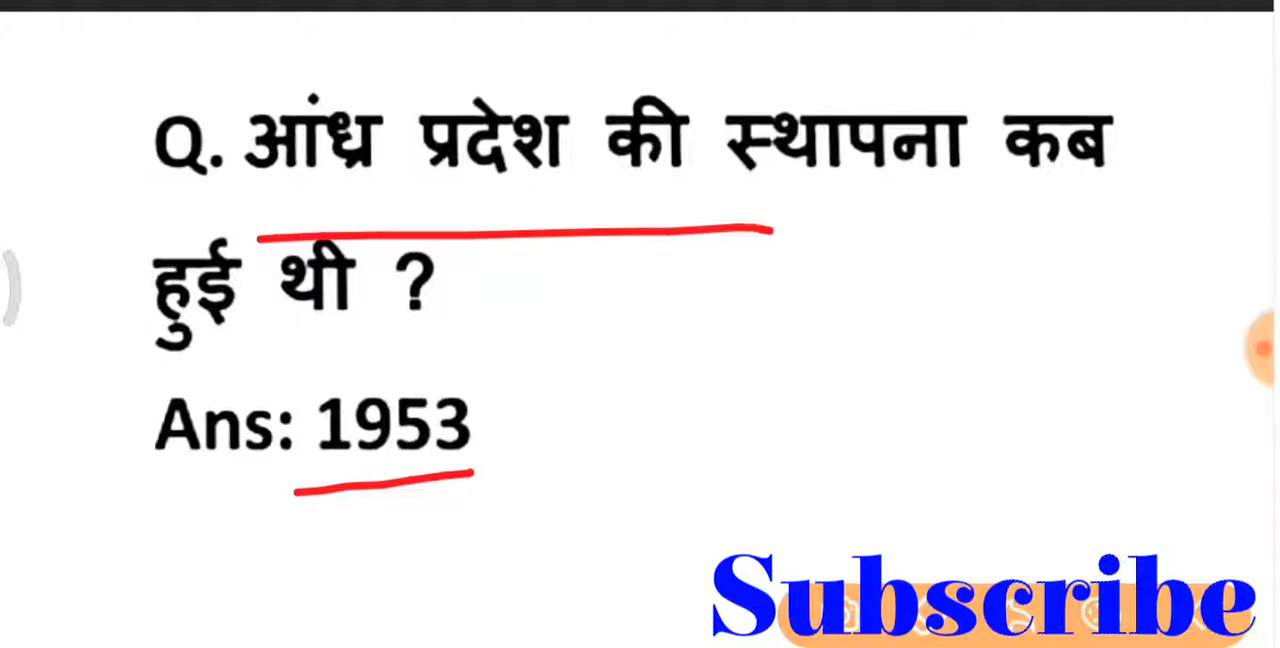 Q. आंध्र प्रदेश की स्थापना कब
हुई थी ?
Ans: 1953
Subscribe